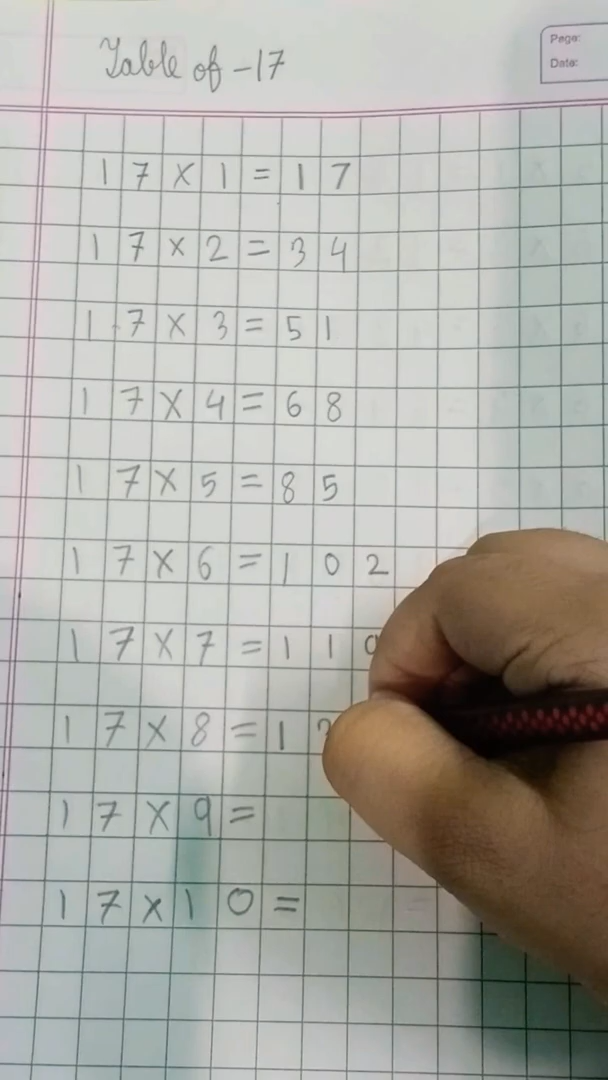 Table of -17
Page:
Date:
17 x 1 = 17
17 x 2 = 34
17 x 3 = 51
17 x 4 = 68
17 x 5 = 85
17 x 6 = 102
17 x 7 = 11
17 x 8 = 1
17 x 9 =
17 x 10 =